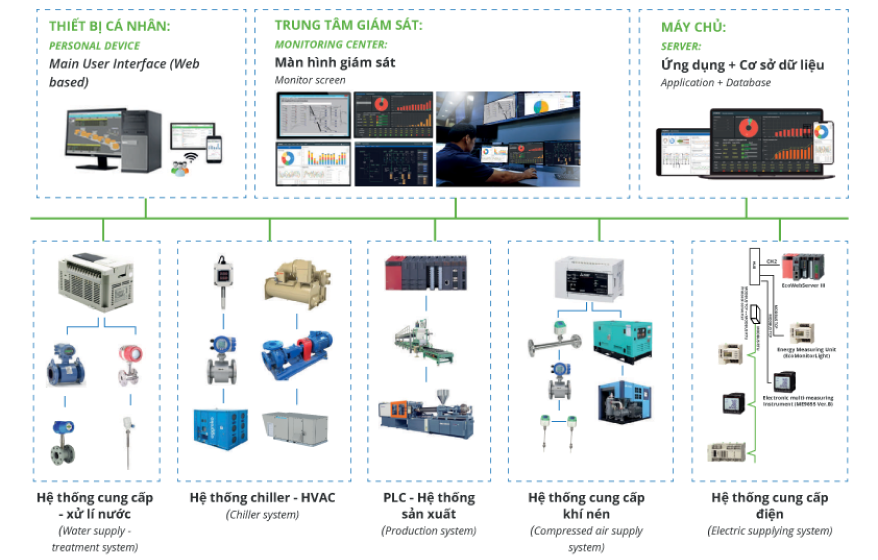 THIẾT BỊ CÁ NHÂN:
PERSONAL DEVICE
Main User Interface (Web
based)
TRUNG TÂM GIÁM SÁT:
MONITORING CENTER:
Màn hình giám sát
Monitor screen
MÁY CHỦ:
SERVER:
Ứng dụng + Cơ sở dữ liệu
Application + Database
HUB
CH2
EcoWebServer III
MODBUS TCP
Energy Measuring Unit
(EcoMonitorLight)
Electronic multi-measuring
instrument (ME96SS Ver.B)
Hệ thống cung cấp
- xử lí nước
(Water supply -
treatment system)
Hệ thống chiller - HVAC
(Chiller system)
PLC - Hệ thống
sản xuất
(Production system)
Hệ thống cung cấp
khí nén
(Compressed air supply
system)
Hệ thống cung cấp
điện
(Electric supplying system)